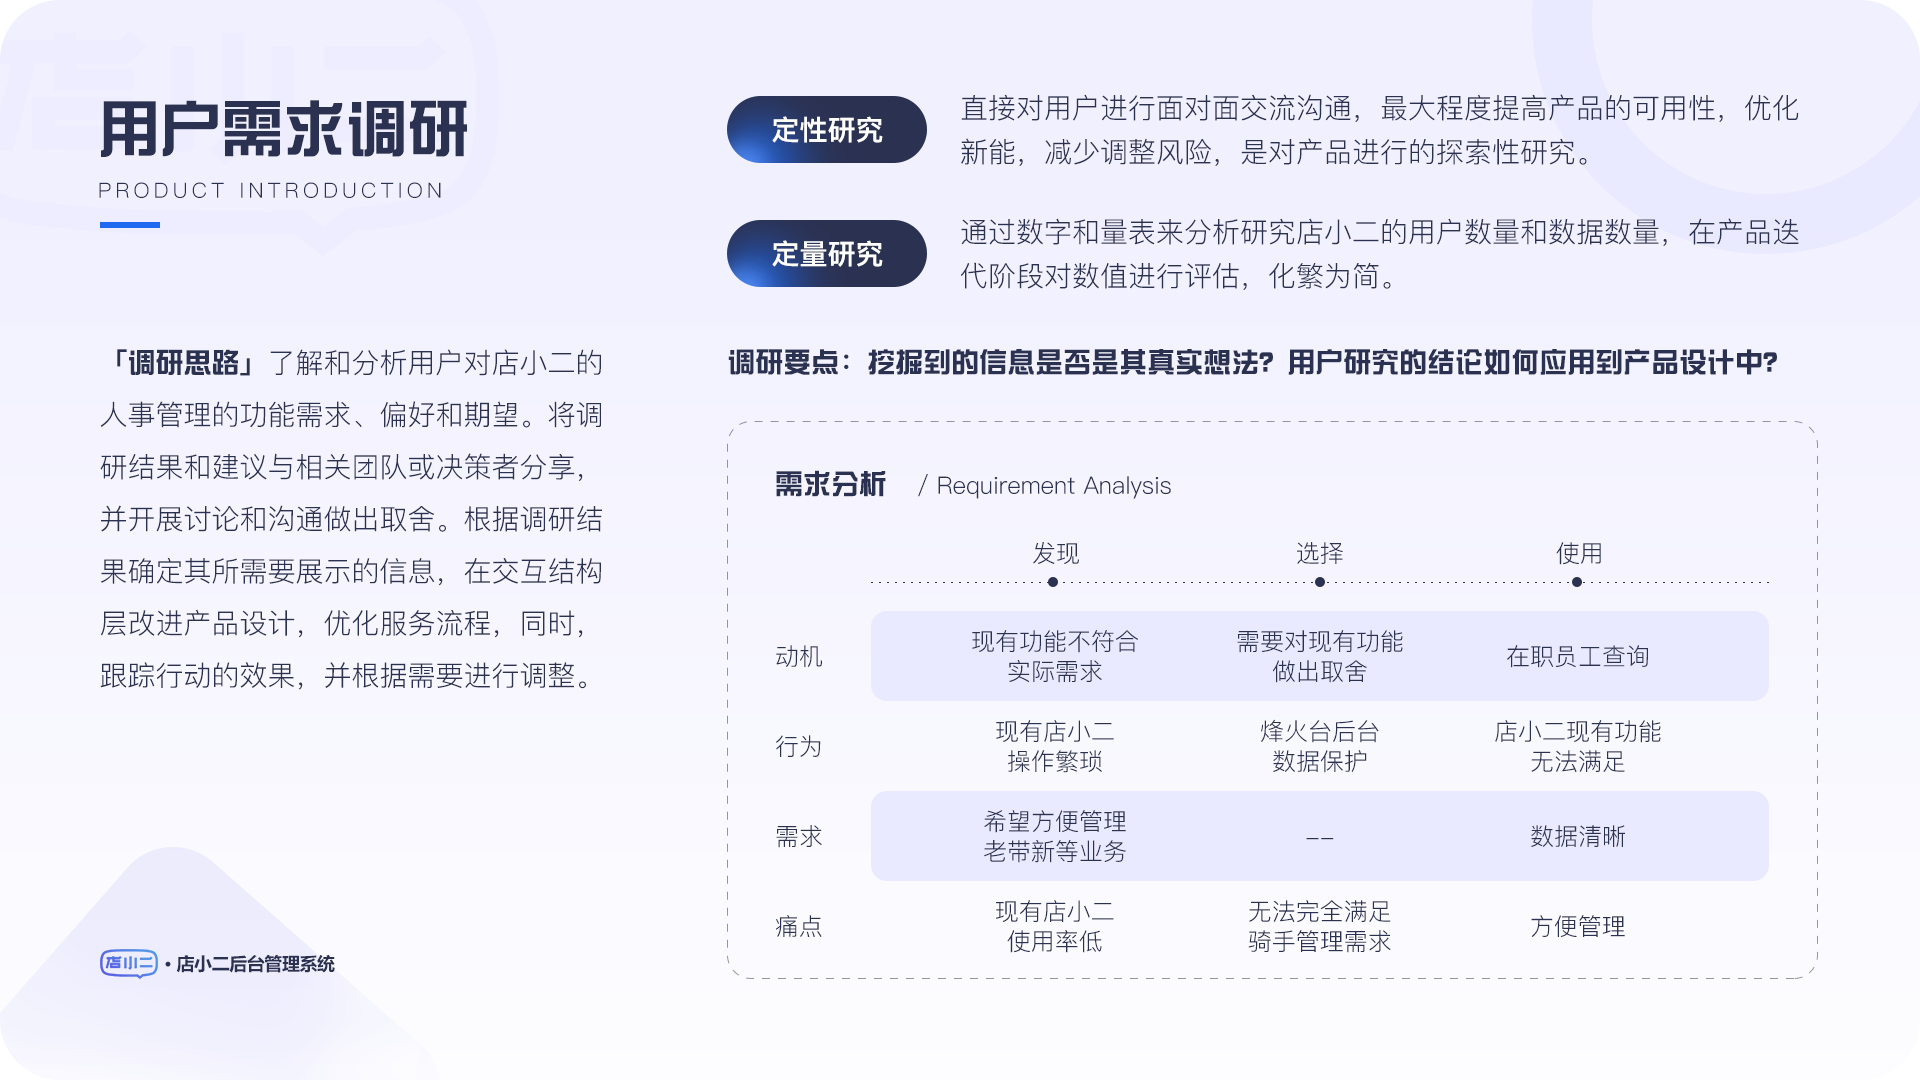 用户需求调研
PRODUCT INTRODUCTION
「调研思路」了解和分析用户对店小二的
人事管理的功能需求、偏好和期望。将调
研结果和建议与相关团队或决策者分享，
并开展讨论和沟通做出取舍。根据调研结
果确定其所需要展示的信息，在交互结构
层改进产品设计，优化服务流程，同时，
跟踪行动的效果，并根据需要进行调整。
店小二
·店小二后台管理系统
定性研究
直接对用户进行面对面交流沟通，最大程度提高产品的可用性，优化
新能，减少调整风险，是对产品进行的探索性研究。
定量研究
通过数字和量表来分析研究店小二的用户数量和数据数量，在产品迭
代阶段对数值进行评估，化繁为简。
调研要点：挖掘到的信息是否是其真实想法？用户研究的结论如何应用到产品设计中？
需求分析 / Requirement Analysis
发现 选择 使用
动机
现有功能不符合
实际需求
需要对现有功能
做出取舍
在职员工查询
行为
现有店小二
操作繁琐
烽火台后台
数据保护
店小二现有功能
无法满足
需求
希望方便管理
老带新等业务
--
数据清晰
痛点
现有店小二
使用率低
无法完全满足
骑手管理需求
方便管理
店小二